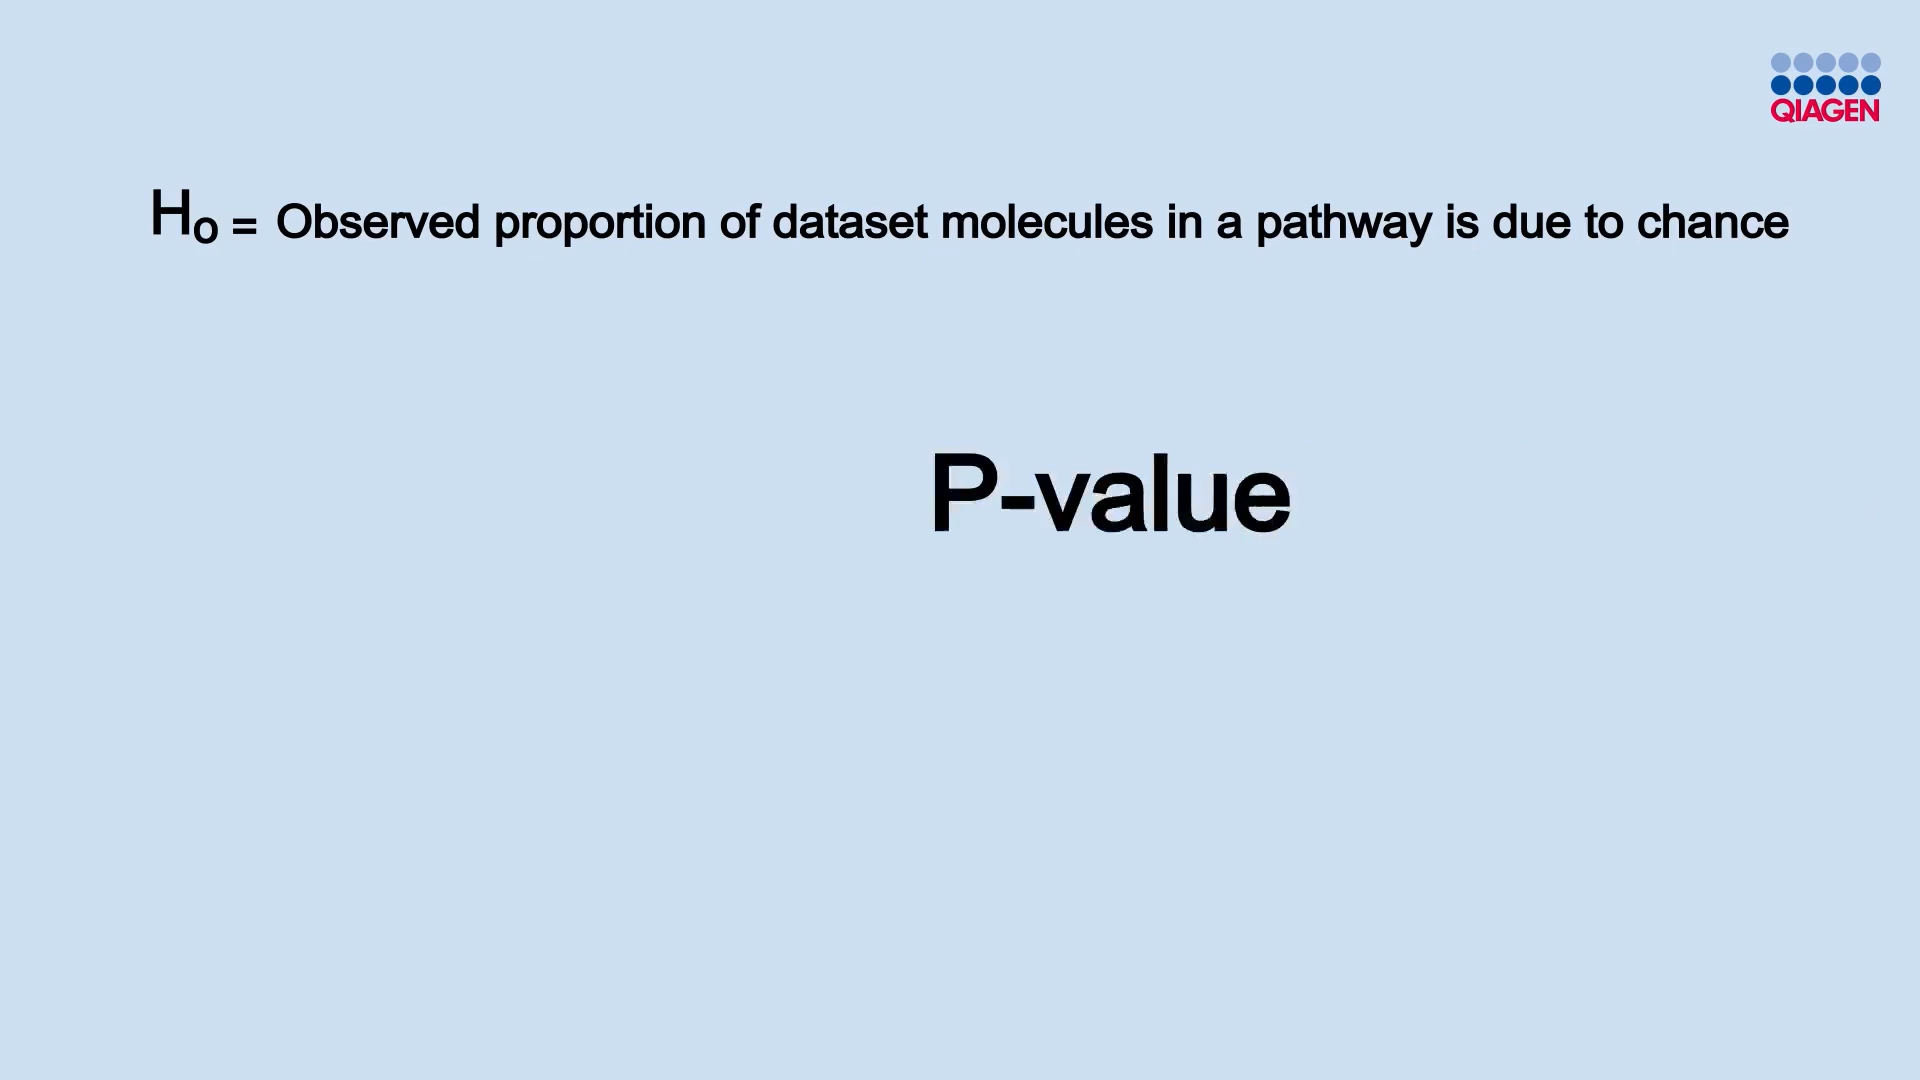 QIAGEN
H₀ = Observed proportion of dataset molecules in a pathway is due to chance
P-value